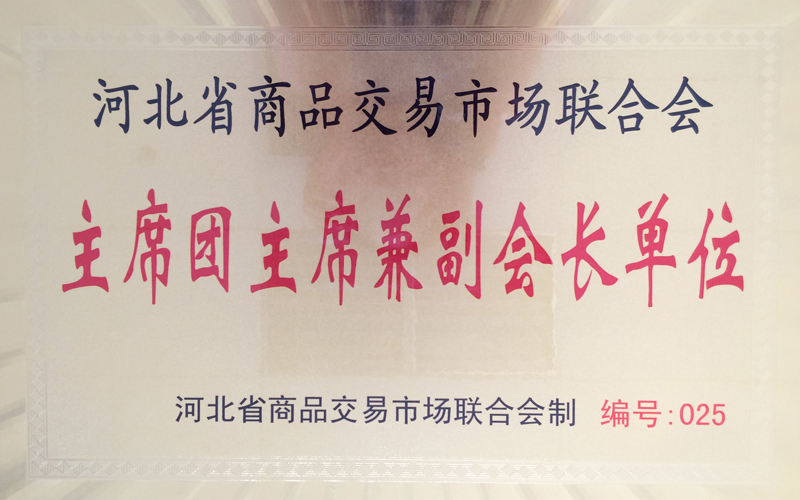 河北省商品交易市场联合会
主席团主席兼副会长单位
河北省商品交易市场联合会制 编号:025